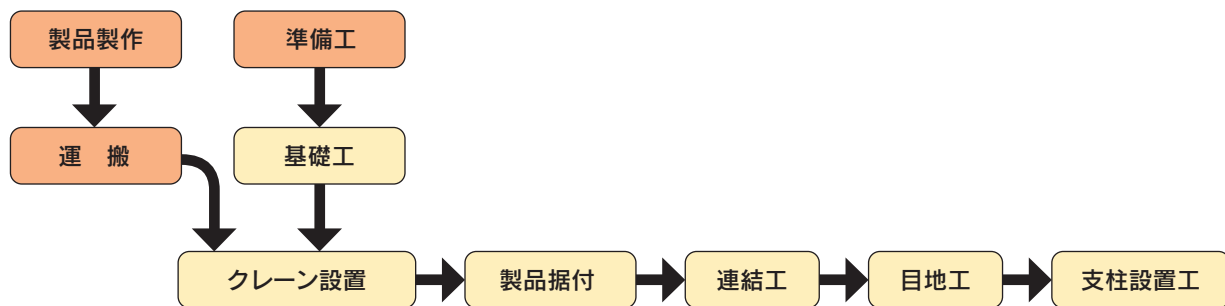 製品製作
準備工
運　搬
基礎工
クレーン設置
製品据付
連結工
目地工
支柱設置工